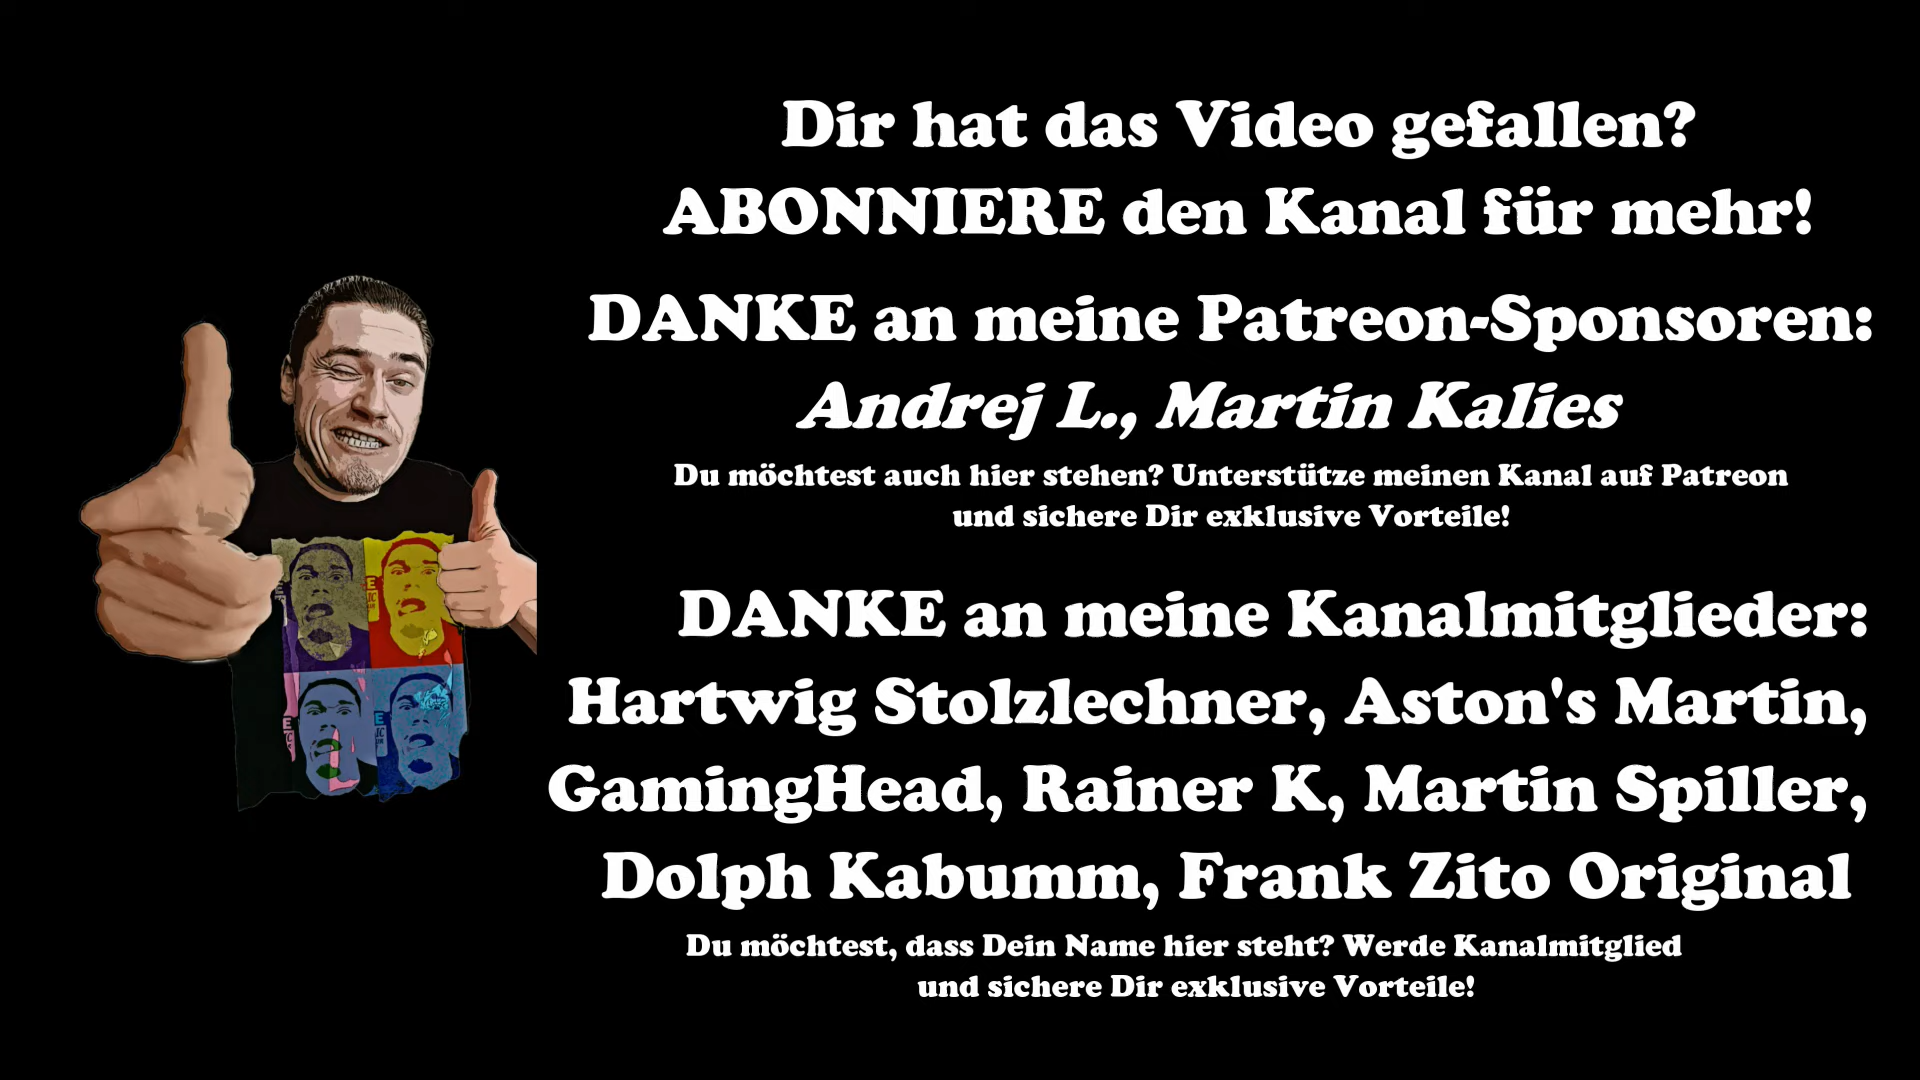 Dir hat das Video gefallen?
ABONNIERE den Kanal für mehr!
DANKE an meine Patreon-Sponsoren:
Andrej L., Martin Kalies
Du möchtest auch hier stehen? Unterstütze meinen Kanal auf Patreon
und sichere Dir exklusive Vorteile!
DANKE an meine Kanalmitglieder:
Hartwig Stolzlechner, Aston's Martin,
GamingHead, Rainer K, Martin Spiller,
Dolph Kabumm, Frank Zito Original
Du möchtest, dass Dein Name hier steht? Werde Kanalmitglied
und sichere Dir exklusive Vorteile!